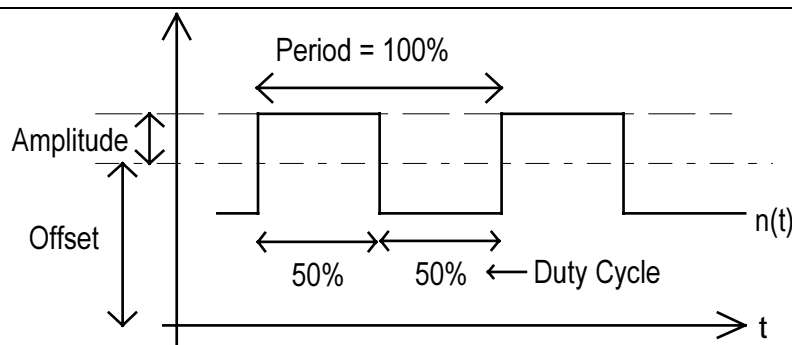 Period = 100%
Amplitude
Offset
n(t)
50%
50%
Duty Cycle
t